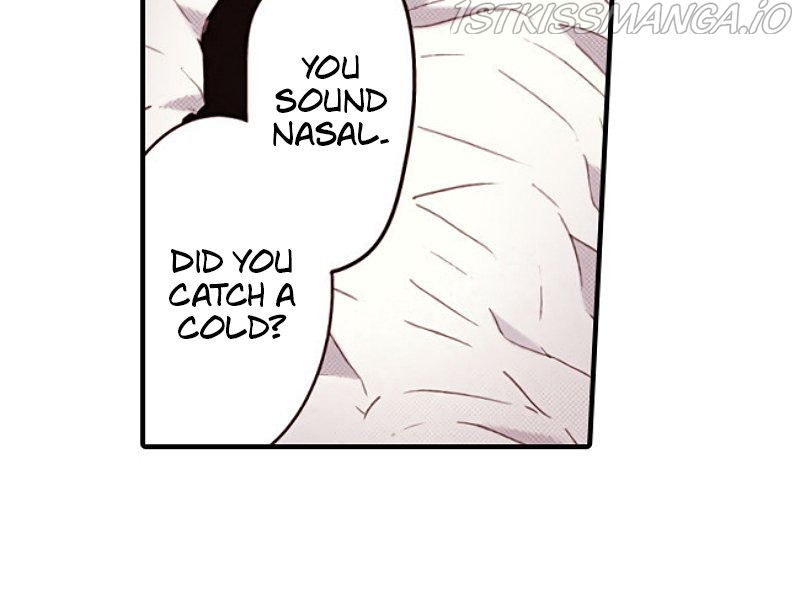 1STKISSMANGA.IO
YOU
SOUND
NASAL.
DID YOU
CATCH A
COLD?